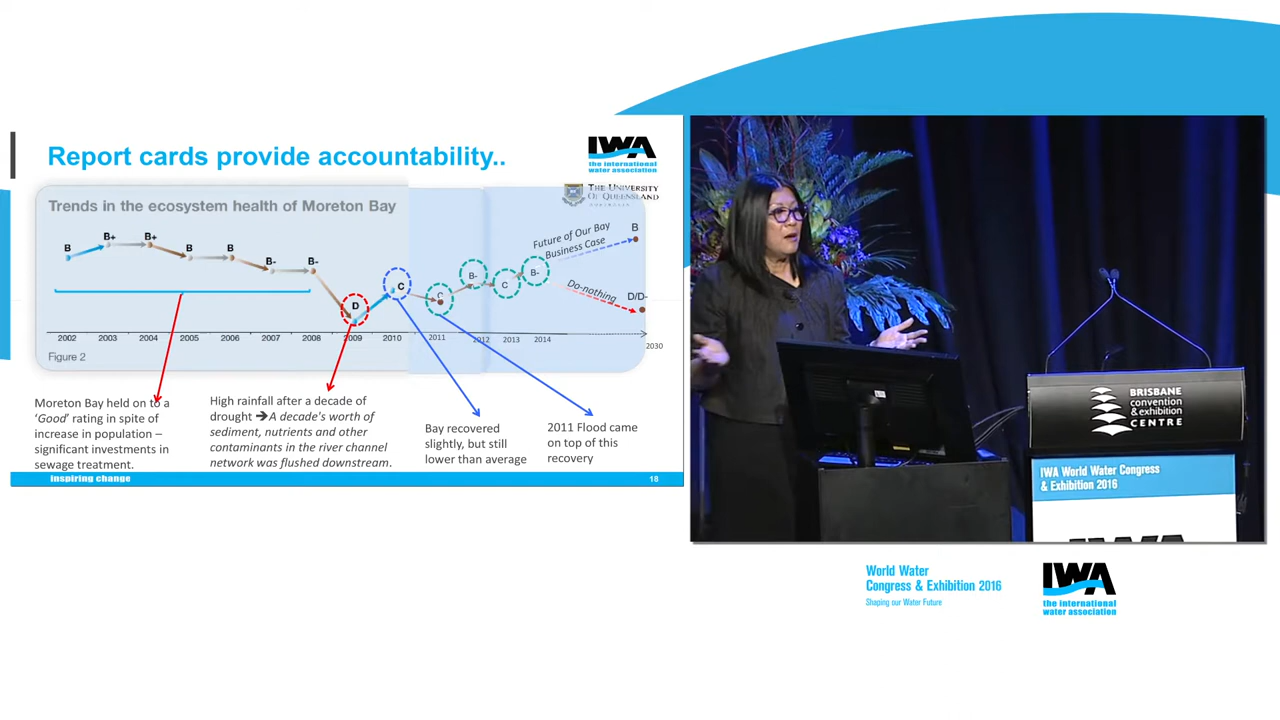 Report cards provide accountability..
IWA
the international
water association
THE UNIVERSITY
OF QUEENSLAND
Trends in the ecosystem health of Moreton Bay
B B+ B+ B B B- B- D C C B- C B-
Future of Our Bay
Business Case
B
Do-nothing
D/D-
2002 2003 2004 2005 2006 2007 2008 2009 2010 2011 2012 2013 2014
2030
Figure 2
Moreton Bay held on to a
‘Good’ rating in spite of
increase in population –
significant investments in
sewage treatment.
High rainfall after a decade of
drought ➔A decade's worth of
sediment, nutrients and other
contaminants in the river channel
network was flushed downstream.
Bay recovered
slightly, but still
lower than average
2011 Flood came
on top of this
recovery
inspiring change
18
BRISBANE
convention
& exhibition
CENTRE
IWA World Water Congress
& Exhibition 2016
IWA
World Water
Congress & Exhibition 2016
Shaping our Water Future
IWA
the international
water association